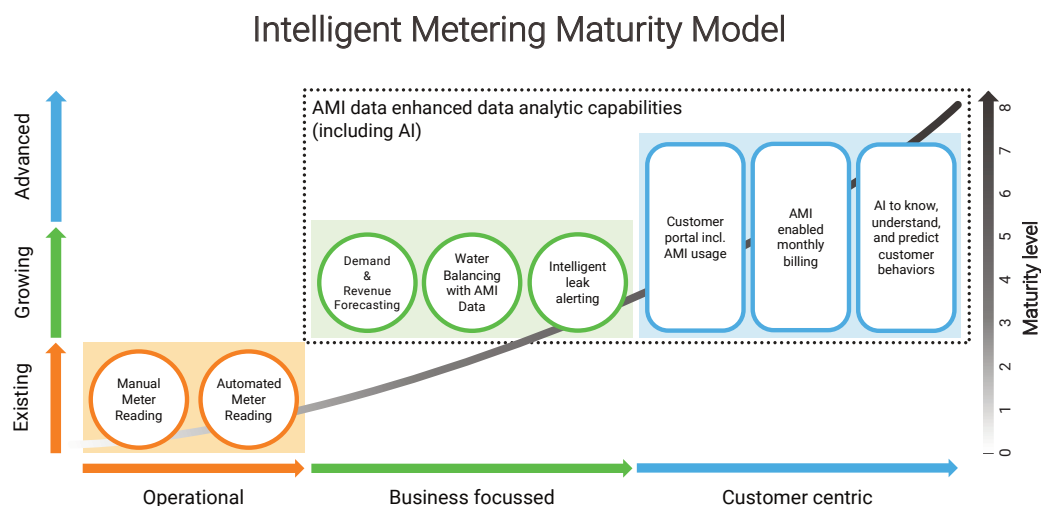 Intelligent Metering Maturity Model
AMI data enhanced data analytic capabilities
(including AI)
Advanced
Growing
Existing
Manual
Meter
Reading
Automated
Meter
Reading
Demand
&
Revenue
Forecasting
Water
Balancing
with AMI
Data
Intelligent
leak
alerting
Customer
portal incl.
AMI usage
AMI
enabled
monthly
billing
AI to know,
understand,
and predict
customer
behaviors
8
7
6
5
4
3
2
1
0
Maturity level
Operational
Business focussed
Customer centric